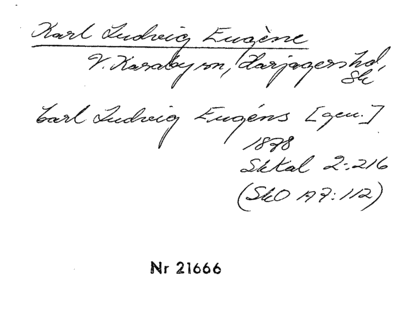 Karl Ludvig Eugène
V. Karaby sn, Harjagers hd,
Sk
Carl Ludvig Eugéns [gen.]
1878
SkKal 2:216
(SkO A7:112)
Nr 21666